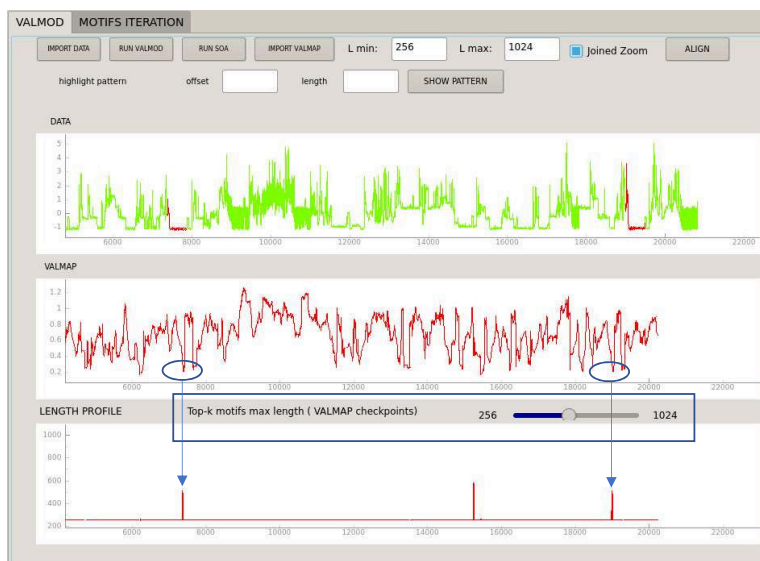 VALMOD MOTIFS ITERATION
IMPORT DATA RUN VALMOD RUN SOA IMPORT VALMAP L min: 256 L max: 1024 Joined Zoom ALIGN
highlight pattern offset length SHOW PATTERN
DATA
5
4
3
2
1
0
-1
6000 8000 10000 12000 14000 16000 18000 20000 22000
VALMAP
1.2
1
0.8
0.6
0.4
0.2
6000 8000 10000 12000 14000 16000 18000 20000 22000
LENGTH PROFILE Top-k motifs max length ( VALMAP checkpoints) 256 1024
1000
800
600
400
200
6000 8000 10000 12000 14000 16000 18000 20000 22000